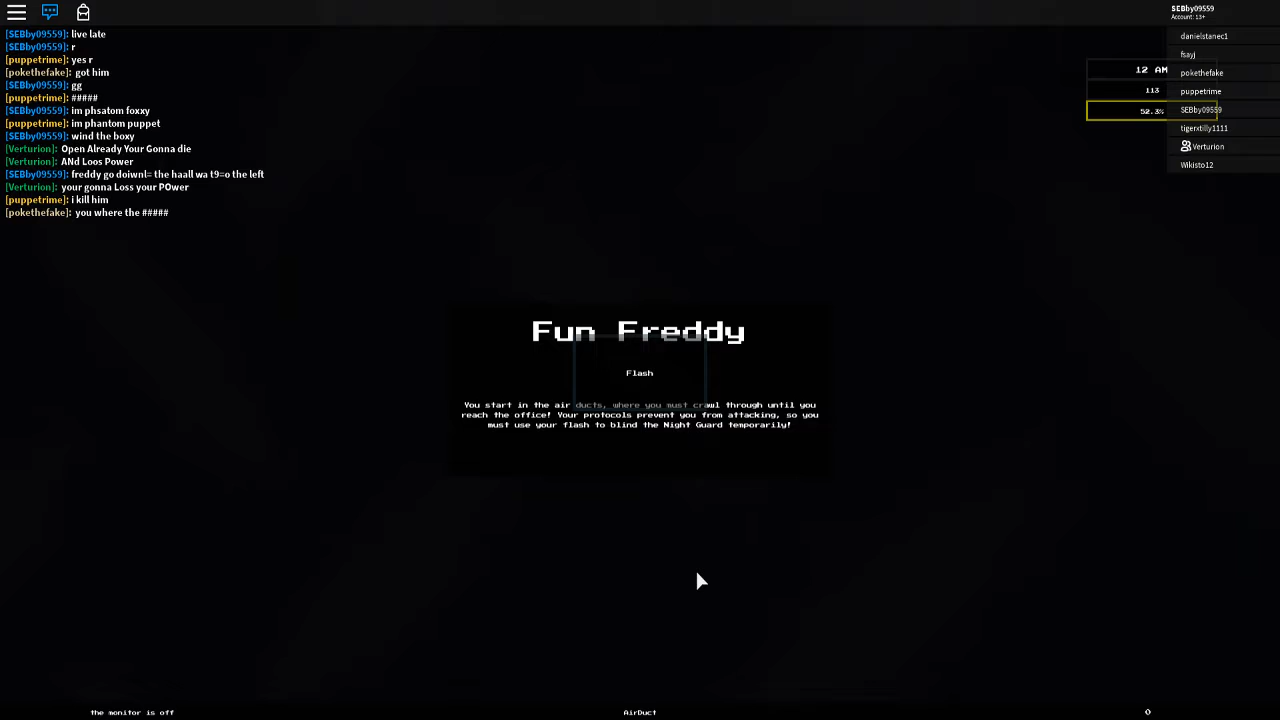 SEBby09559
Account: 13+
[SEBby09559]: live late
[SEBby09559]: r
[puppetrime]: yes r
[pokethefake]: got him
[SEBby09559]: gg
[puppetrime]: #####
[SEBby09559]: im phsatom foxxy
[puppetrime]: im phantom puppet
[SEBby09559]: wind the boxy
[Verturion]: Open Already Your Gonna die
[Verturion]: ANd Loos Power
[SEBby09559]: freddy go doiwnl= the haall wa t9=o the left
[Verturion]: your gonna Loss your POwer
[puppetrime]: i kill him
[pokethefake]: you where the #####
danielstanec1
fsayj
pokethefake
puppetrime
SEBby09559
tigerxtilly1111
Verturion
Wikisto12
12 AM
113
52.3%
Fun Freddy
Flash
You start in the air ducts, where you must crawl through until you
reach the office! Your protocols prevent you from attacking, so you
must use your flash to blind the Night Guard temporarily!
the monitor is off
AirDuct
0